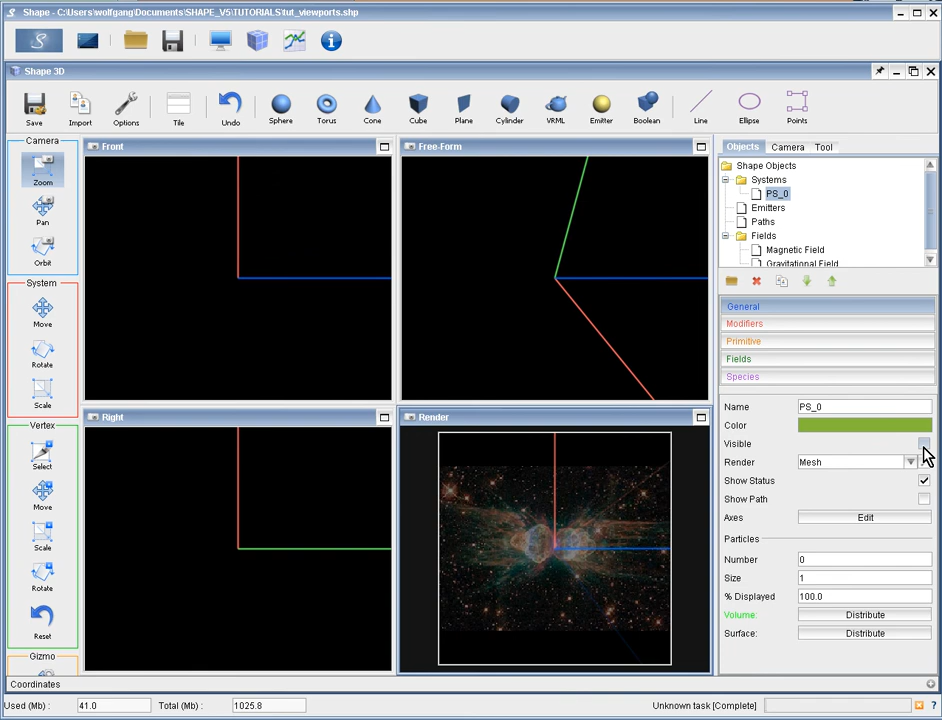 Shape - C:\Users\wolfgang\Documents\SHAPE_V5\TUTORIALS\tut_viewports.shp
S
Shape 3D
Save Import Options Tile Undo Sphere Torus Cone Cube Plane Cylinder VRML Emitter Boolean Line Ellipse Points
Camera
Zoom
Pan
Orbit
System
Move
Rotate
Scale
Vertex
Select
Move
Scale
Rotate
Reset
Gizmo
Front
Free-Form
Right
Render
Objects Camera Tool
Shape Objects
Systems
PS_0
Emitters
Paths
Fields
Magnetic Field
Gravitational Field
General
Modifiers
Primitive
Fields
Species
Name PS_0
Color
Visible
Render Mesh
Show Status
Show Path
Axes Edit
Particles
Number 0
Size 1
% Displayed 100.0
Volume: Distribute
Surface: Distribute
Coordinates
Used (Mb) : 41.0 Total (Mb) : 1025.8 Unknown task [Complete] ?